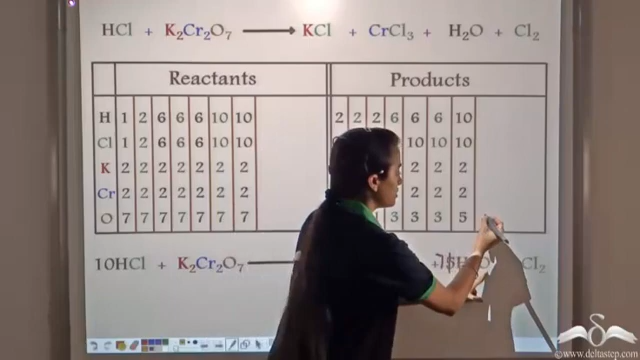 HCl + K₂Cr₂O₇ ⟶ KCl + CrCl₃ + H₂O + Cl₂
Reactants Products
H 1 2 6 6 6 10 10 2 2 2 6 6 6 10
Cl 1 2 6 6 6 10 10 10 10 10
K 2 2 2 2 2 2 2 2 2 2
Cr 2 2 2 2 2 2 2 2 2 2
O 7 7 7 7 7 7 7 3 3 3 5
10HCl + K₂Cr₂O₇ Cl₂
©www.deltastep.com